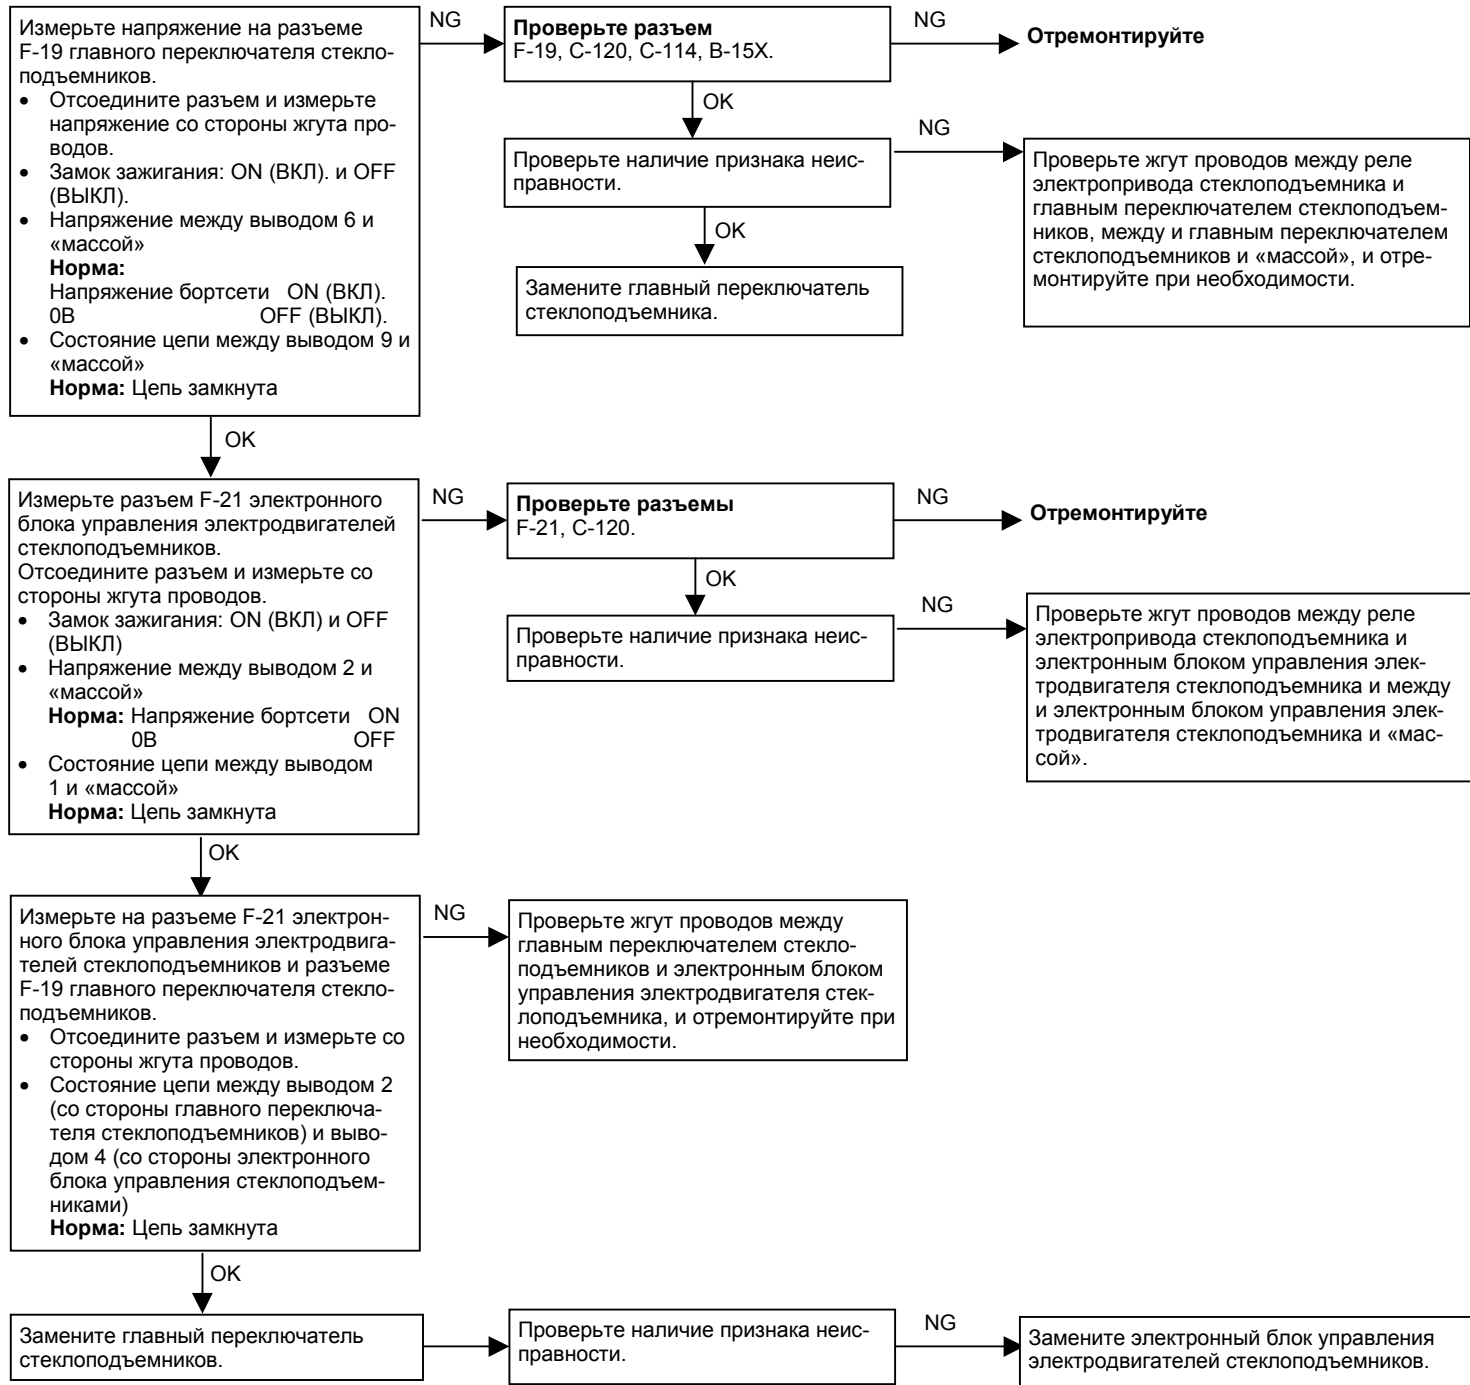 Измерьте напряжение на разъеме
F-19 главного переключателя стекло-
подъемников.
• Отсоедините разъем и измерьте
напряжение со стороны жгута про-
водов.
• Замок зажигания: ON (ВКЛ). и OFF
(ВЫКЛ).
• Напряжение между выводом 6 и
«массой»
Норма:
Напряжение бортсети ON (ВКЛ).
0В OFF (ВЫКЛ).
• Состояние цепи между выводом 9 и
«массой»
Норма: Цепь замкнута
NG
Проверьте разъем
F-19, C-120, C-114, B-15X.
NG
Отремонтируйте
OK
Проверьте наличие признака неис-
правности.
NG
Проверьте жгут проводов между реле
электропривода стеклоподъемника и
главным переключателем стеклоподъем-
ников, между и главным переключателем
стеклоподъемников и «массой», и отре-
монтируйте при необходимости.
OK
Замените главный переключатель
стеклоподъемника.
OK
Измерьте разъем F-21 электронного
блока управления электродвигателей
стеклоподъемников.
Отсоедините разъем и измерьте со
стороны жгута проводов.
• Замок зажигания: ON (ВКЛ) и OFF
(ВЫКЛ)
• Напряжение между выводом 2 и
«массой»
Норма: Напряжение бортсети ON
0В OFF
• Состояние цепи между выводом
1 и «массой»
Норма: Цепь замкнута
NG
Проверьте разъемы
F-21, C-120.
NG
Отремонтируйте
OK
Проверьте наличие признака неис-
правности.
NG
Проверьте жгут проводов между реле
электропривода стеклоподъемника и
электронным блоком управления элек-
тродвигателя стеклоподъемника и между
и электронным блоком управления элек-
тродвигателя стеклоподъемника и «мас-
сой».
OK
Измерьте на разъеме F-21 электрон-
ного блока управления электродвига-
телей стеклоподъемников и разъеме
F-19 главного переключателя стекло-
подъемников.
• Отсоедините разъем и измерьте со
стороны жгута проводов.
• Состояние цепи между выводом 2
(со стороны главного переключа-
теля стеклоподъемников) и выво-
дом 4 (со стороны электронного
блока управления стеклоподъем-
никами)
Норма: Цепь замкнута
NG
Проверьте жгут проводов между
главным переключателем стекло-
подъемников и электронным блоком
управления электродвигателя стек-
лоподъемника, и отремонтируйте при
необходимости.
OK
Замените главный переключатель
стеклоподъемников.
Проверьте наличие признака неис-
правности.
NG
Замените электронный блок управления
электродвигателей стеклоподъемников.